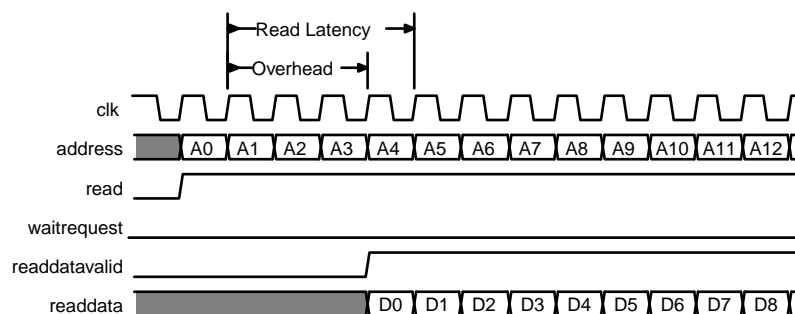 Read Latency
Overhead
clk
address A0 A1 A2 A3 A4 A5 A6 A7 A8 A9 A10 A11 A12
read
waitrequest
readdatavalid
readdata D0 D1 D2 D3 D4 D5 D6 D7 D8